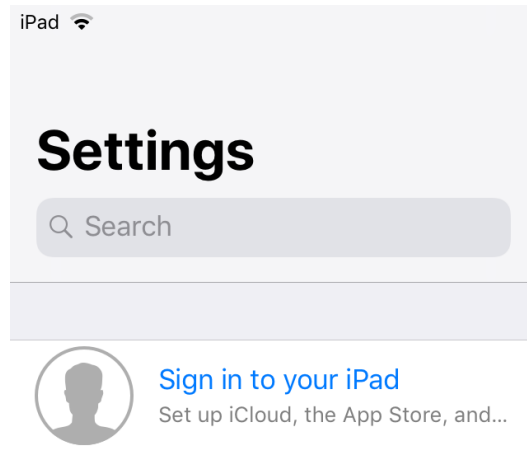 iPad
Settings
Search
Sign in to your iPad
Set up iCloud, the App Store, and...